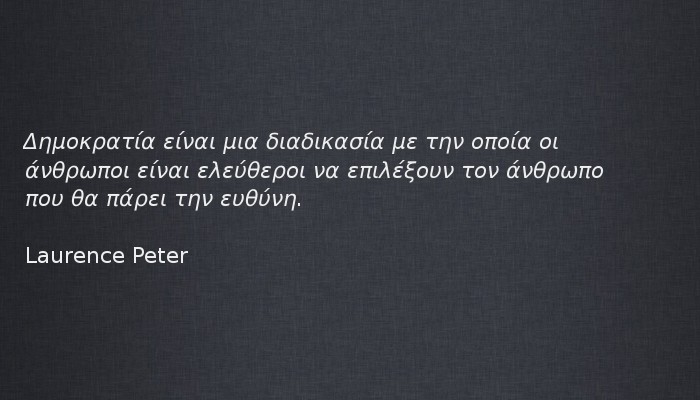 Δημοκρατία είναι μια διαδικασία με την οποία οι
άνθρωποι είναι ελεύθεροι να επιλέξουν τον άνθρωπο
που θα πάρει την ευθύνη.
Laurence Peter